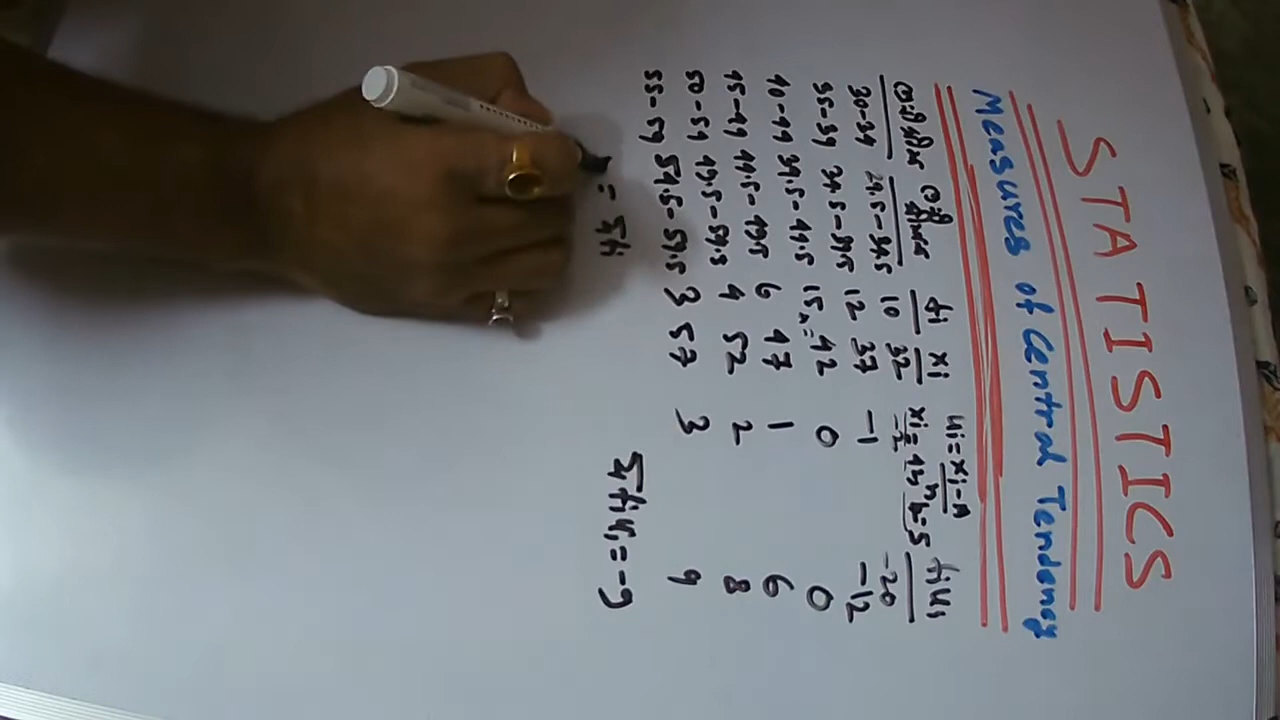 STATISTICS
Measures of Central Tendency
fi xi ui = xi-A fiui
xi = 42 h=5
30-34 29.5-34.5 10 32 -2 -20
35-39 34.5-39.5 12 37 -1 -12
40-44 39.5-44.5 15 A=42 0 0
45-49 44.5-49.5 6 47 1 6
50-54 49.5-54.5 4 52 2 8
55-59 54.5-59.5 3 57 3 9
= Σfi Σfiui = -9